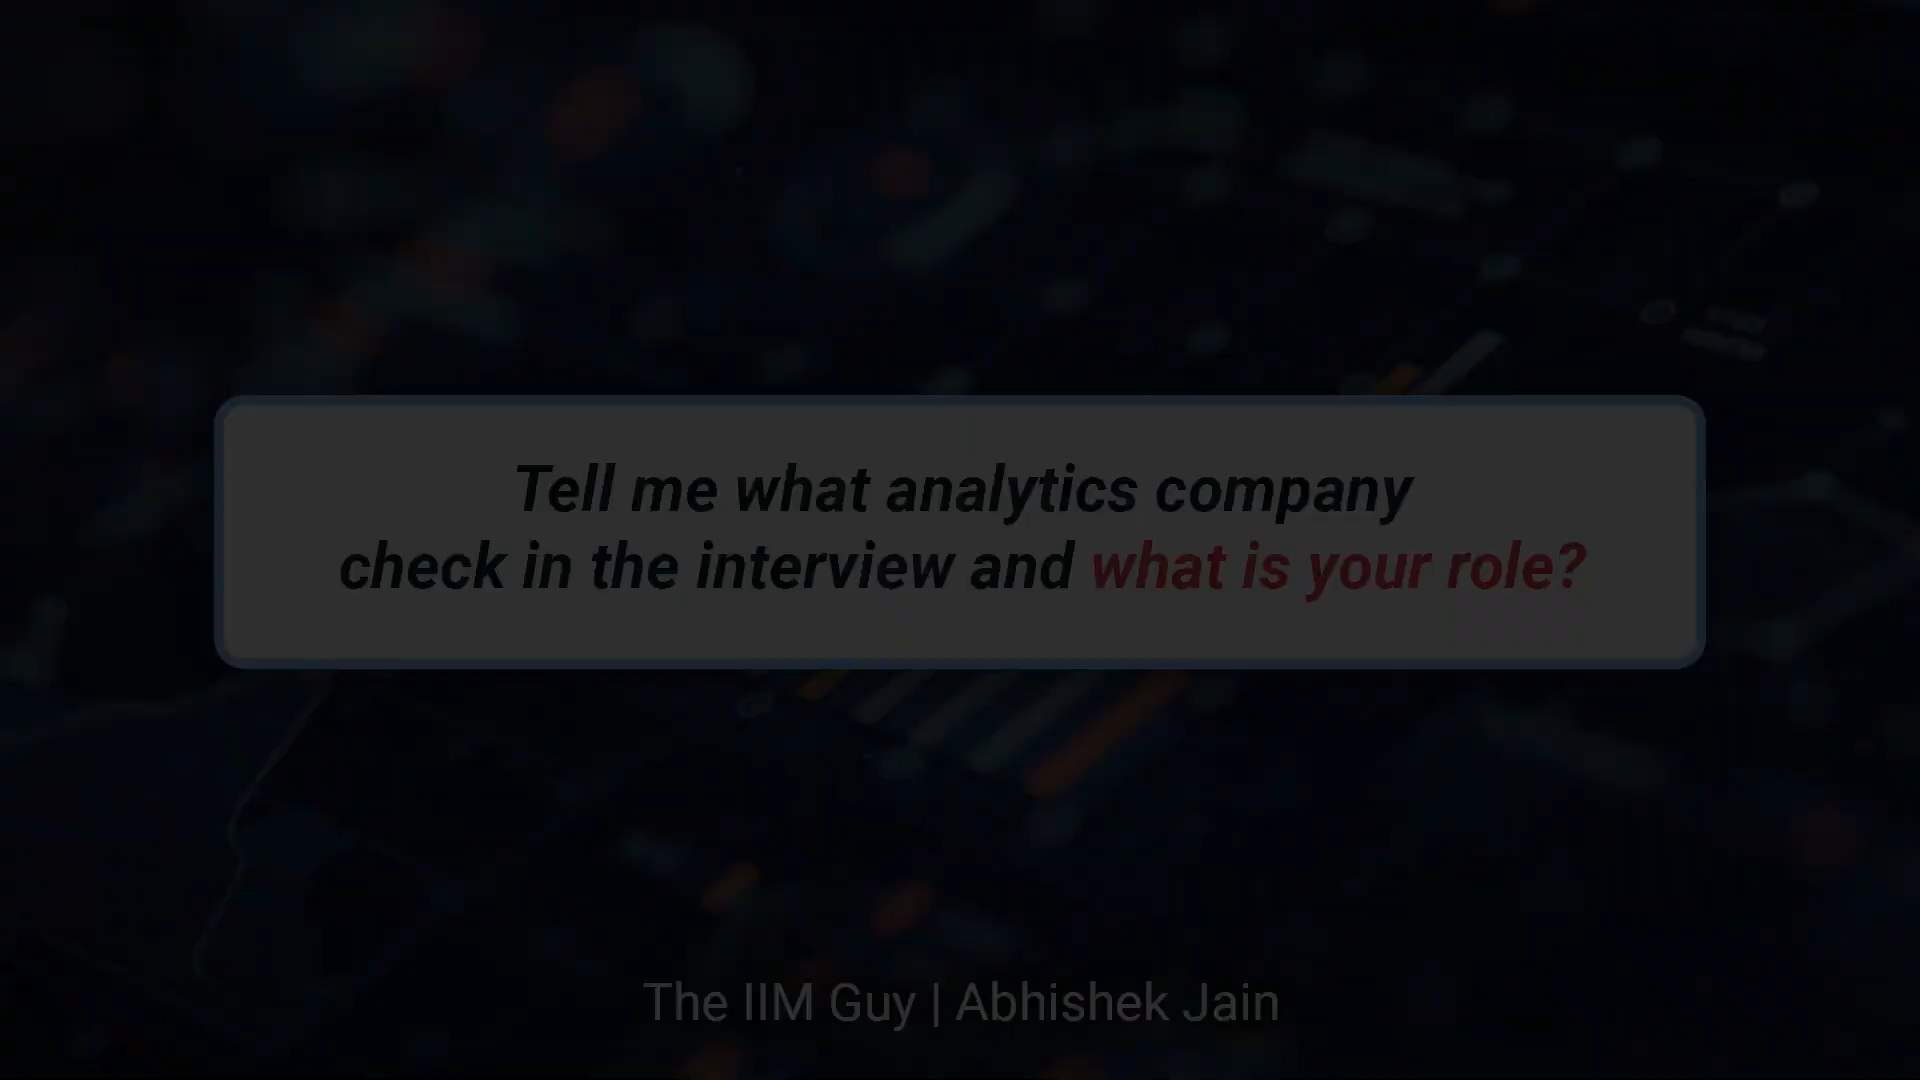 Tell me what analytics company
check in the interview and what is your role?
The IIM Guy | Abhishek Jain